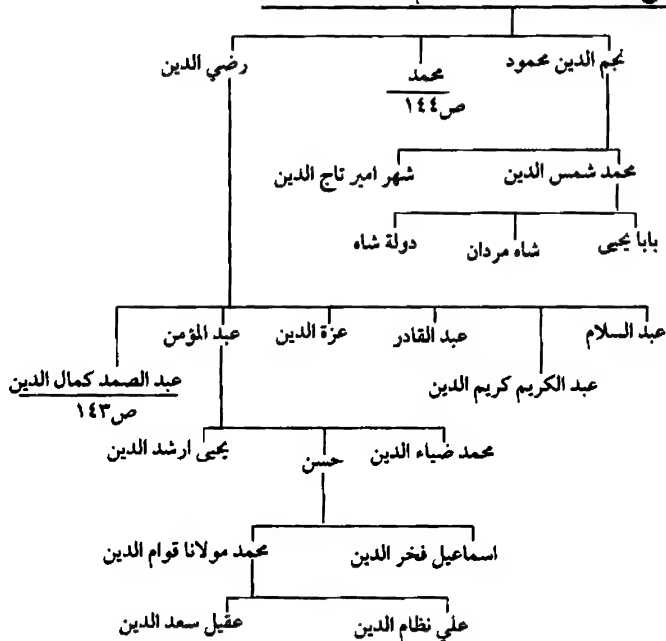 نجم الدين محمود
محمد
ص١٤٤
رضي الدين
محمد شمس الدين
شهر امير تاج الدين
بابا يحيى
شاه مردان
دولة شاه
عبد السلام
عبد الكريم كريم الدين
عبد القادر
عزة الدين
عبد المؤمن
عبد الصمد كمال الدين
ص١٤٣
محمد ضياء الدين
حسن
يحيى ارشد الدين
اسماعيل فخر الدين
محمد مولانا قوام الدين
علي نظام الدين
عقيل سعد الدين